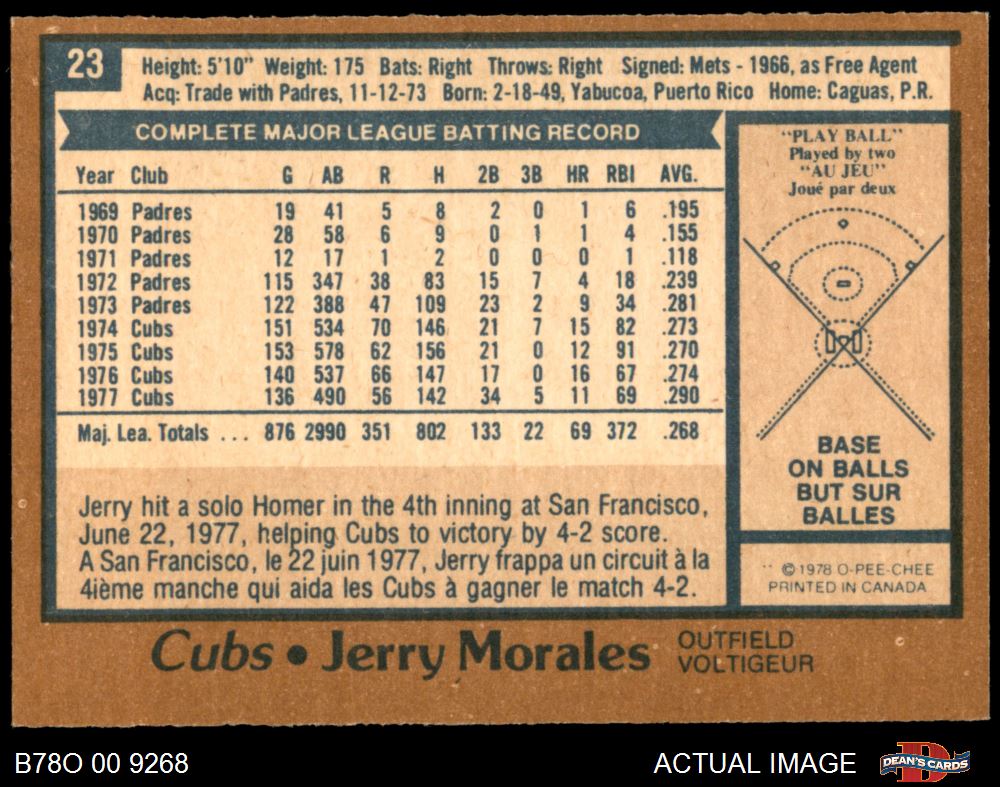 23
Height: 5'10" Weight: 175 Bats: Right Throws: Right Signed: Mets - 1966, as Free Agent
Acq: Trade with Padres, 11-12-73 Born: 2-18-49, Yabucoa, Puerto Rico Home: Caguas, P.R.
COMPLETE MAJOR LEAGUE BATTING RECORD
Year Club G AB R H 2B 3B HR RBI AVG.
1969 Padres 19 41 5 8 2 0 1 6 .195
1970 Padres 28 58 6 9 0 1 1 4 .155
1971 Padres 12 17 1 2 0 0 0 1 .118
1972 Padres 115 347 38 83 15 7 4 18 .239
1973 Padres 122 388 47 109 23 2 9 34 .281
1974 Cubs 151 534 70 146 21 7 15 82 .273
1975 Cubs 153 578 62 156 21 0 12 91 .270
1976 Cubs 140 537 66 147 17 0 16 67 .274
1977 Cubs 136 490 56 142 34 5 11 69 .290
Maj. Lea. Totals ... 876 2990 351 802 133 22 69 372 .268
Jerry hit a solo Homer in the 4th inning at San Francisco,
June 22, 1977, helping Cubs to victory by 4-2 score.
A San Francisco, le 22 juin 1977, Jerry frappa un circuit à la
4ième manche qui aida les Cubs à gagner le match 4-2.
"PLAY BALL"
Played by two
"AU JEU"
Joué par deux
BASE
ON BALLS
BUT SUR
BALLES
© 1978 O-PEE-CHEE
PRINTED IN CANADA
Cubs • Jerry Morales
OUTFIELD
VOLTIGEUR
B78O 00 9268
ACTUAL IMAGE
DEAN'S CARDS